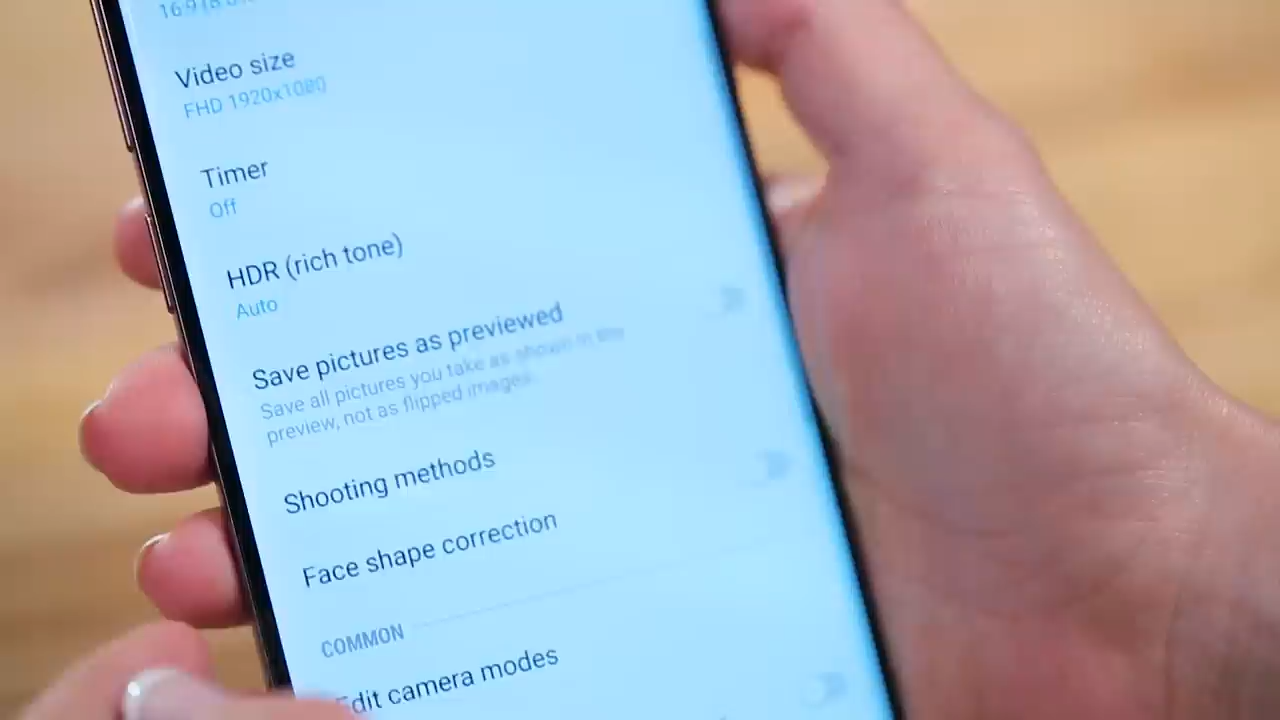 Video size
FHD 1920x1080
Timer
Off
HDR (rich tone)
Auto
Save pictures as previewed
Save all pictures you take as shown in the
preview, not as flipped images.
Shooting methods
Face shape correction
COMMON
Edit camera modes